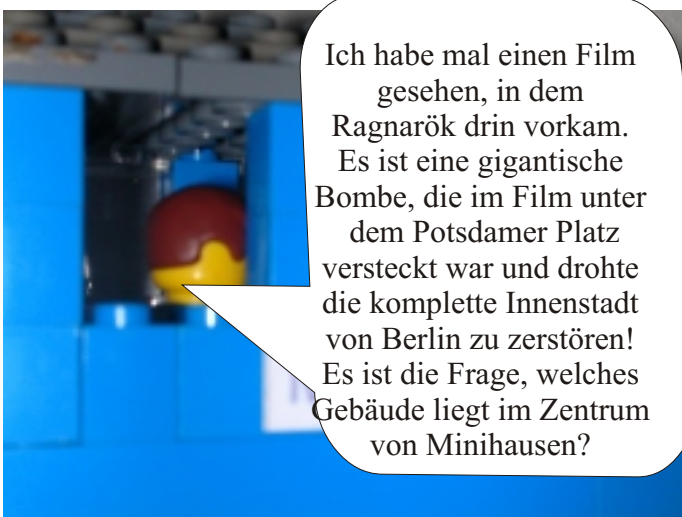 Ich habe mal einen Film
gesehen, in dem
Ragnarök drin vorkam.
Es ist eine gigantische
Bombe, die im Film unter
dem Potsdamer Platz
versteckt war und drohte
die komplette Innenstadt
von Berlin zu zerstören!
Es ist die Frage, welches
Gebäude liegt im Zentrum
von Minihausen?